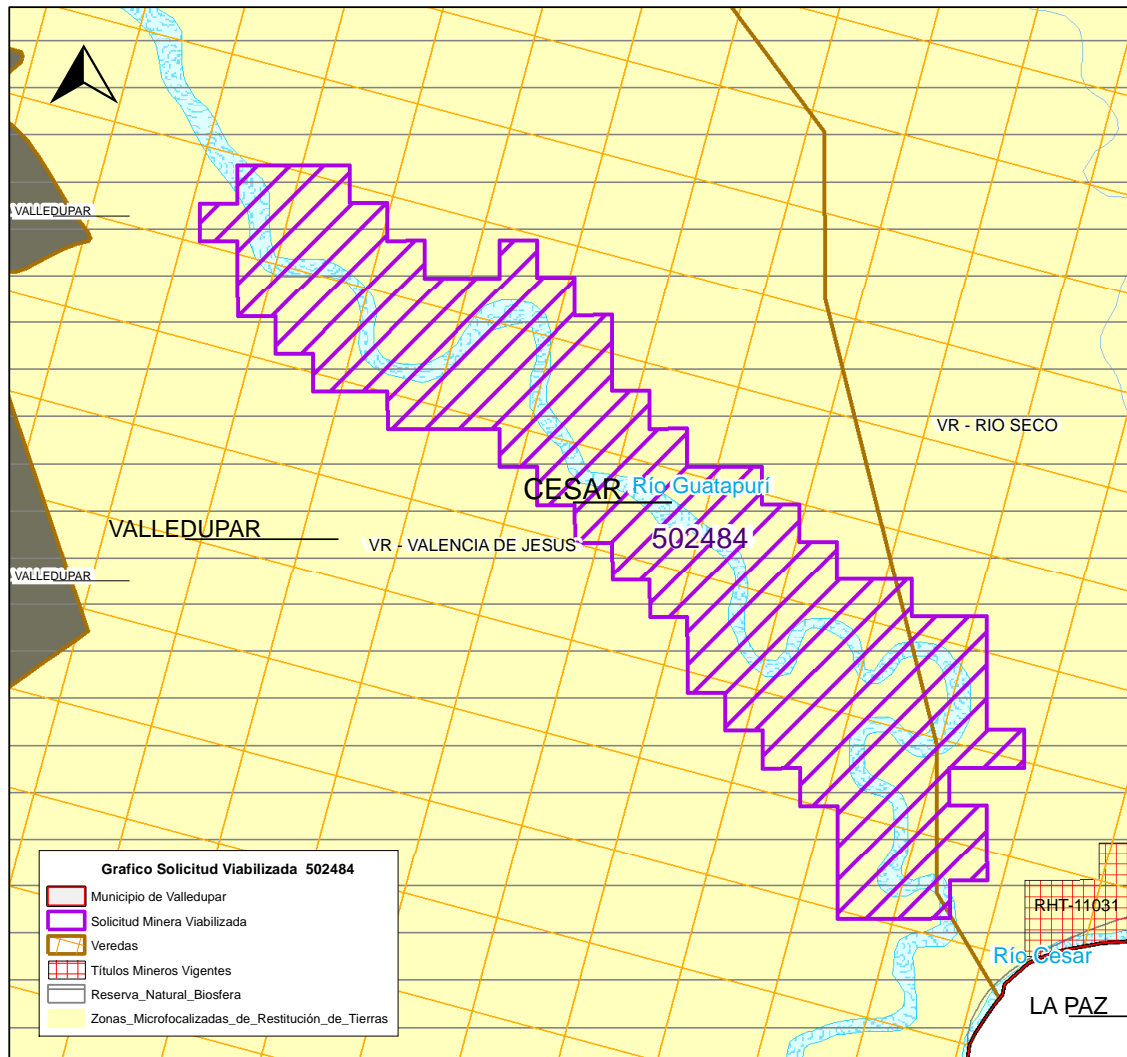 VALLEDUPAR
VR - RIO SECO
CESAR
Río Guatapurí
VALLEDUPAR
VR - VALENCIA DE JESUS
502484
VALLEDUPAR
Grafico Solicitud Viabilizada 502484
Municipio de Valledupar
Solicitud Minera Viabilizada
Veredas
Títulos Mineros Vigentes
Reserva_Natural_Biosfera
Zonas_Microfocalizadas_de_Restitución_de_Tierras
RHT-11031
Río Cesar
LA PAZ